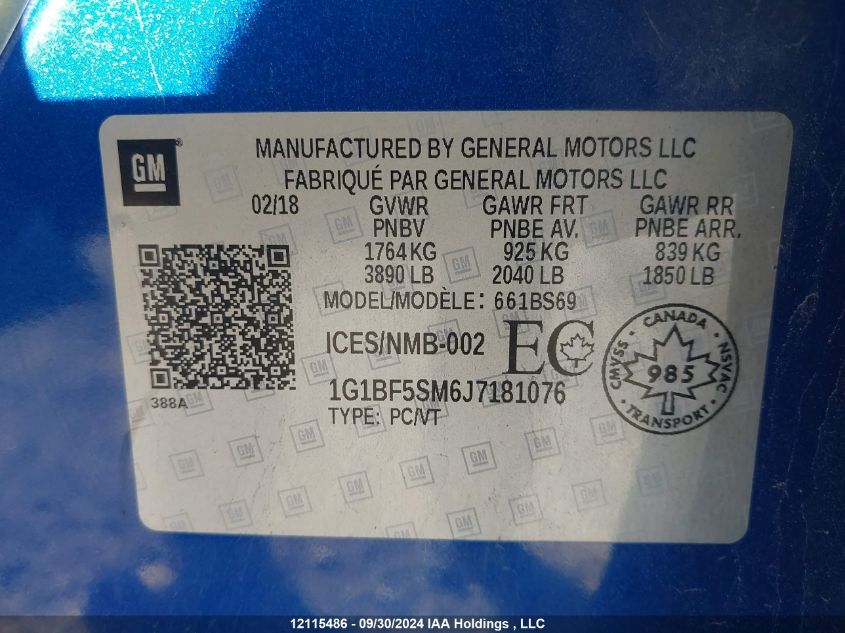 GM
MANUFACTURED BY GENERAL MOTORS LLC
FABRIQUÉ PAR GENERAL MOTORS LLC
02/18 GVWR GAWR FRT GAWR RR
PNBV PNBE AV. PNBE ARR.
1764 KG 925 KG 839 KG
3890 LB 2040 LB 1850 LB
MODEL/MODÈLE: 661BS69
ICES/NMB-002 EC
CANADA
CMVSS 985 NSVAC
TRANSPORT
388A
1G1BF5SM6J7181076
TYPE: PC/VT
12115486 - 09/30/2024 IAA Holdings , LLC